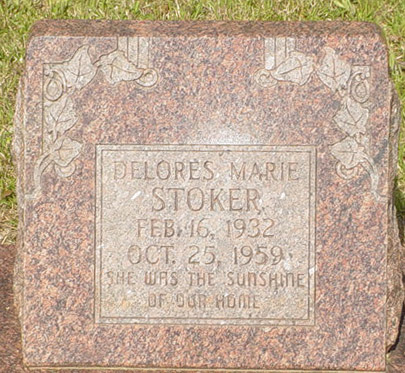 DELORES MARIE
STOKER
FEB. 16, 1932
OCT. 25, 1959
SHE WAS THE SUNSHINE
OF OUR HOME